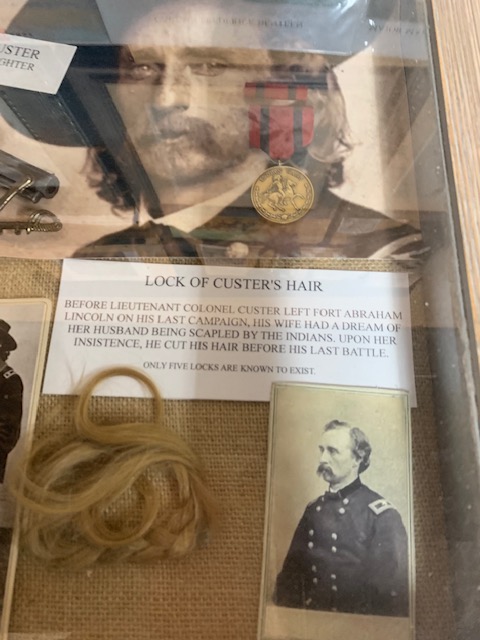 USTER
GHTER
LOCK OF CUSTER'S HAIR
BEFORE LIEUTENANT COLONEL CUSTER LEFT FORT ABRAHAM
LINCOLN ON HIS LAST CAMPAIGN, HIS WIFE HAD A DREAM OF
HER HUSBAND BEING SCAPLED BY THE INDIANS. UPON HER
INSISTENCE, HE CUT HIS HAIR BEFORE HIS LAST BATTLE.
ONLY FIVE LOCKS ARE KNOWN TO EXIST.